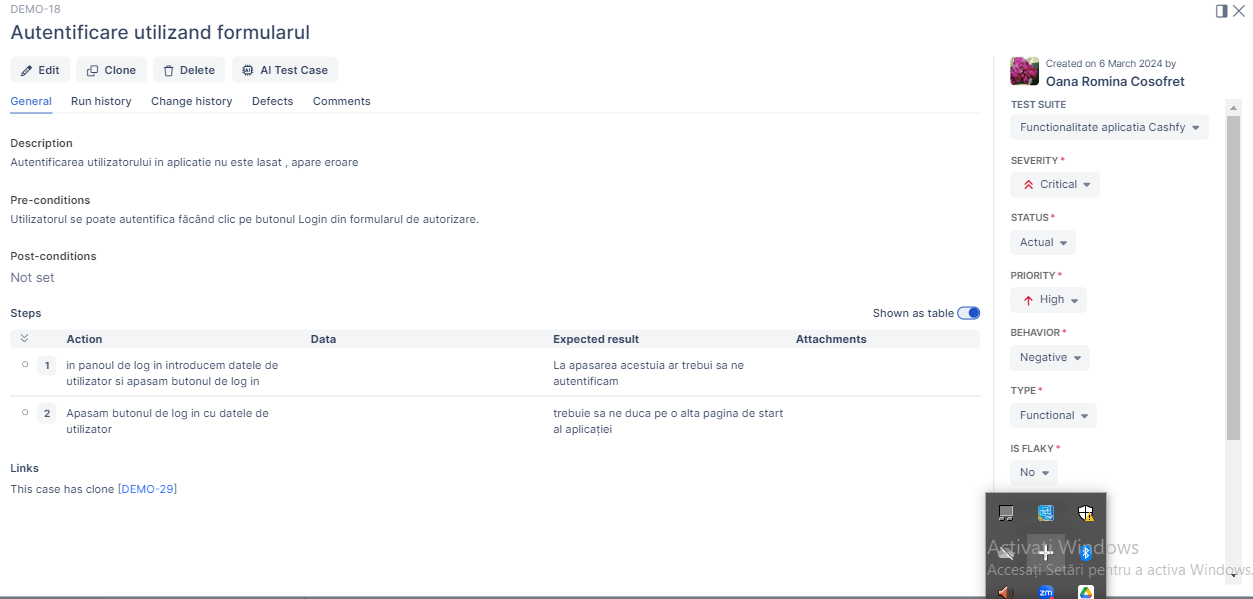 DEMO-18
Autentificare utilizand formularul
Edit
Clone
Delete
AI Test Case
General
Run history
Change history
Defects
Comments
Description
Autentificarea utilizatorului in aplicatie nu este lasat , apare eroare
Pre-conditions
Utilizatorul se poate autentifica făcând clic pe butonul Login din formularul de autorizare.
Post-conditions
Not set
Steps
Shown as table
Action
Data
Expected result
Attachments
1
in panoul de log in introducem datele de
utilizator si apasam butonul de log in
La apasarea acestuia ar trebui sa ne
autentificam
2
Apasam butonul de log in cu datele de
utilizator
trebuie sa ne duca pe o alta pagina de start
al aplicației
Links
This case has clone [DEMO-29]
Created on 6 March 2024 by
Oana Romina Cosofret
TEST SUITE
Functionalitate aplicatia Cashfy
SEVERITY *
Critical
STATUS *
Actual
PRIORITY *
High
BEHAVIOR *
Negative
TYPE *
Functional
IS FLAKY *
No
Activați Windows
Accesați Setări pentru a activa Windows.
zm